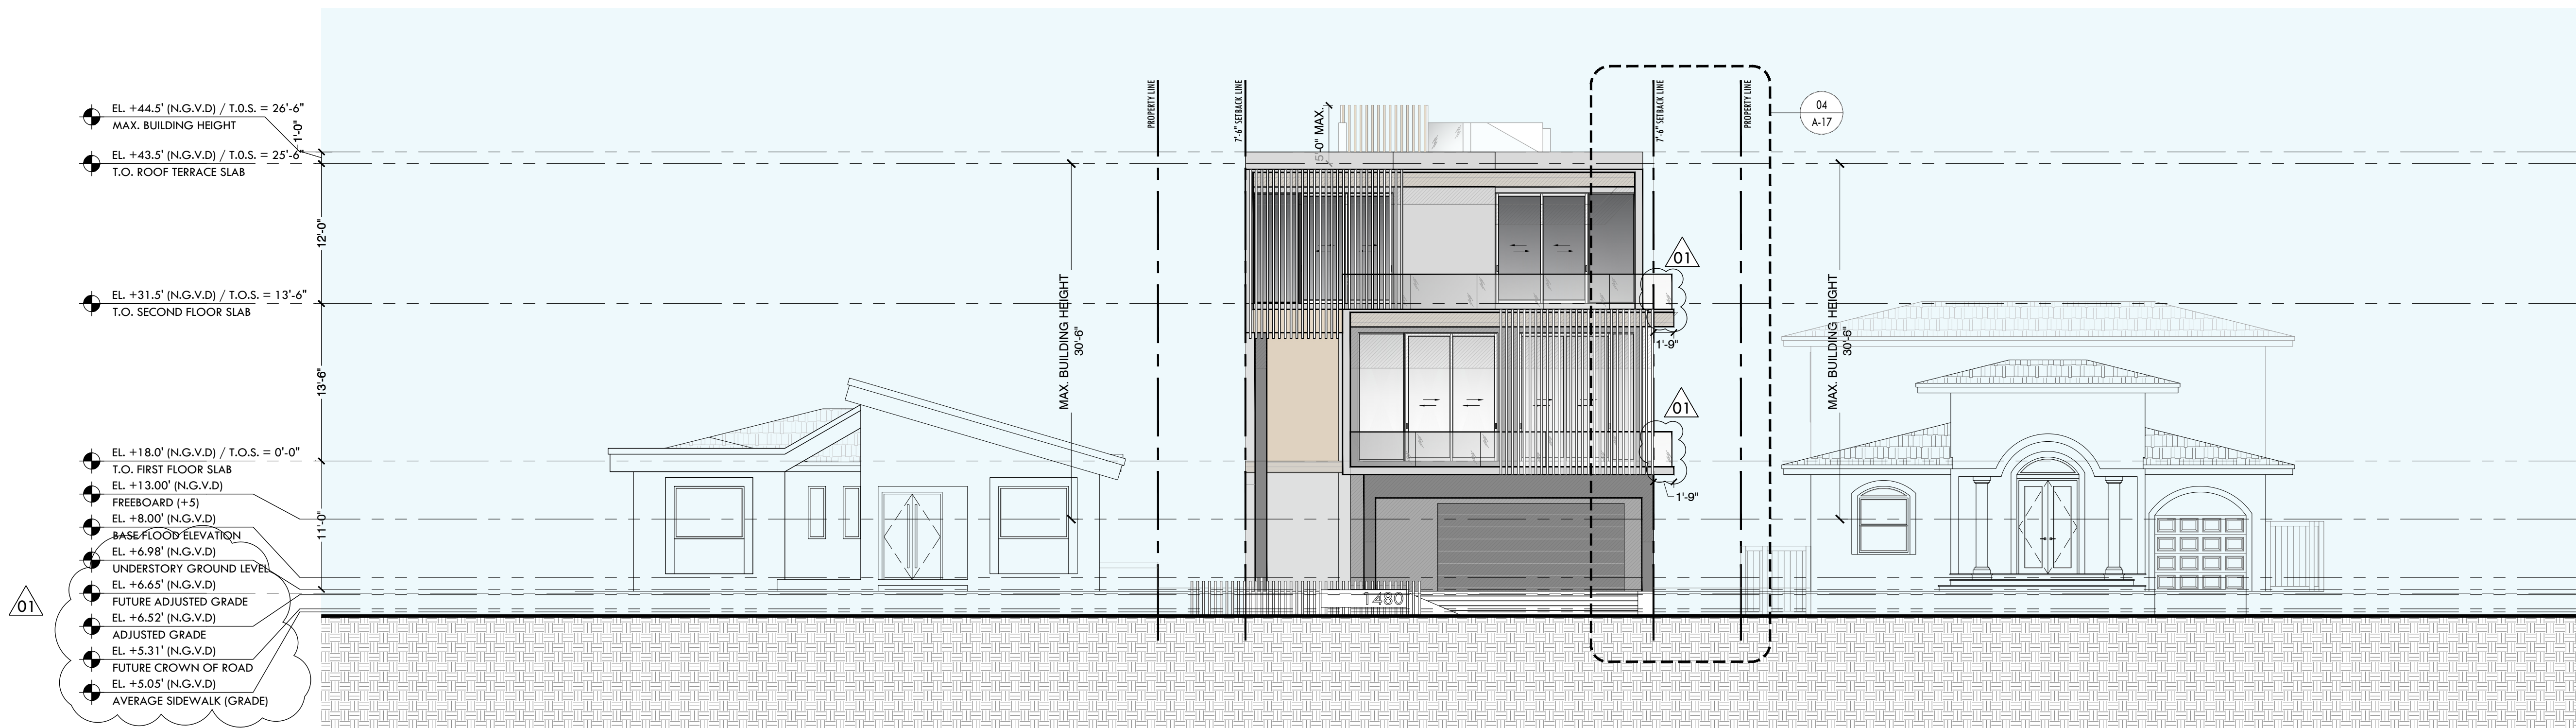 EL. +44.5' (N.G.V.D) / T.O.S. = 26'-6"
MAX. BUILDING HEIGHT
1'-0"
EL. +43.5' (N.G.V.D) / T.O.S. = 25'-6"
T.O. ROOF TERRACE SLAB
12'-0"
EL. +31.5' (N.G.V.D) / T.O.S. = 13'-6"
T.O. SECOND FLOOR SLAB
13'-6"
EL. +18.0' (N.G.V.D) / T.O.S. = 0'-0"
T.O. FIRST FLOOR SLAB
EL. +13.00' (N.G.V.D)
FREEBOARD (+5)
EL. +8.00' (N.G.V.D)
BASE FLOOD ELEVATION
11'-0"
EL. +6.98' (N.G.V.D)
UNDERSTORY GROUND LEVEL
EL. +6.65' (N.G.V.D)
FUTURE ADJUSTED GRADE
EL. +6.52' (N.G.V.D)
ADJUSTED GRADE
EL. +5.31' (N.G.V.D)
FUTURE CROWN OF ROAD
EL. +5.05' (N.G.V.D)
AVERAGE SIDEWALK (GRADE)
01
MAX. BUILDING HEIGHT
30'-6"
PROPERTY LINE
7'-6" SETBACK LINE
5'-0" MAX.
7'-6" SETBACK LINE
PROPERTY LINE
04
A-17
01
1'-9"
01
1'-9"
1480
MAX. BUILDING HEIGHT
30'-6"